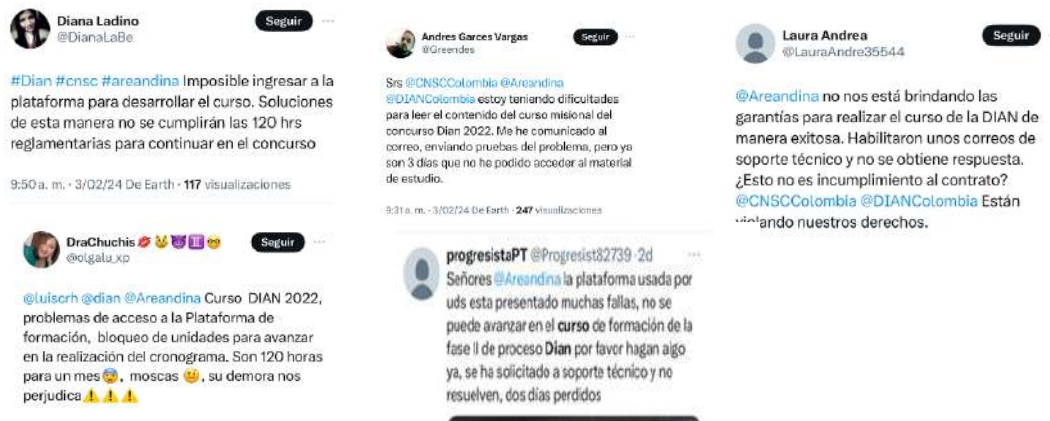 Diana Ladino
@DianaLaBe
Seguir
#Dian #cnsc #areandina Imposible ingresar a la
plataforma para desarrollar el curso. Soluciones
de esta manera no se cumplirán las 120 hrs
reglamentarias para continuar en el concurso
9:50 a. m. · 3/02/24 De Earth · 117 visualizaciones
DraChuchis 💋 😼 😈 ♊ 🤓
@olgalu_xp
Seguir
@luiscrh @dian @Areandina Curso DIAN 2022,
problemas de acceso a la Plataforma de
formación, bloqueo de unidades para avanzar
en la realización del cronograma. Son 120 horas
para un mes 😨, moscas 😐, su demora nos
perjudica ⚠️ ⚠️ ⚠️
Andres Garces Vargas
@Greendes
Seguir
Srs @CNSCColombia @Areandina
@DIANColombia estoy teniendo dificultades
para leer el contenido del curso misional del
concurso Dian 2022. Me he comunicado al
correo, enviando pruebas del problema, pero ya
son 3 días que no he podido acceder al material
de estudio.
9:31 a. m. · 3/02/24 De Earth · 247 visualizaciones
progresistaPT @Progresist82739 · 2d
Señores @Areandina la plataforma usada por
uds esta presentado muchas fallas, no se
puede avanzar en el curso de formación de la
fase II de proceso Dian por favor hagan algo
ya, se ha solicitado a soporte técnico y no
resuelven, dos días perdidos
Laura Andrea
@LauraAndre35544
Seguir
@Areandina no nos está brindando las
garantías para realizar el curso de la DIAN de
manera exitosa. Habilitaron unos correos de
soporte técnico y no se obtiene respuesta.
¿Esto no es incumplimiento al contrato?
@CNSCColombia @DIANColombia Están
violando nuestros derechos.